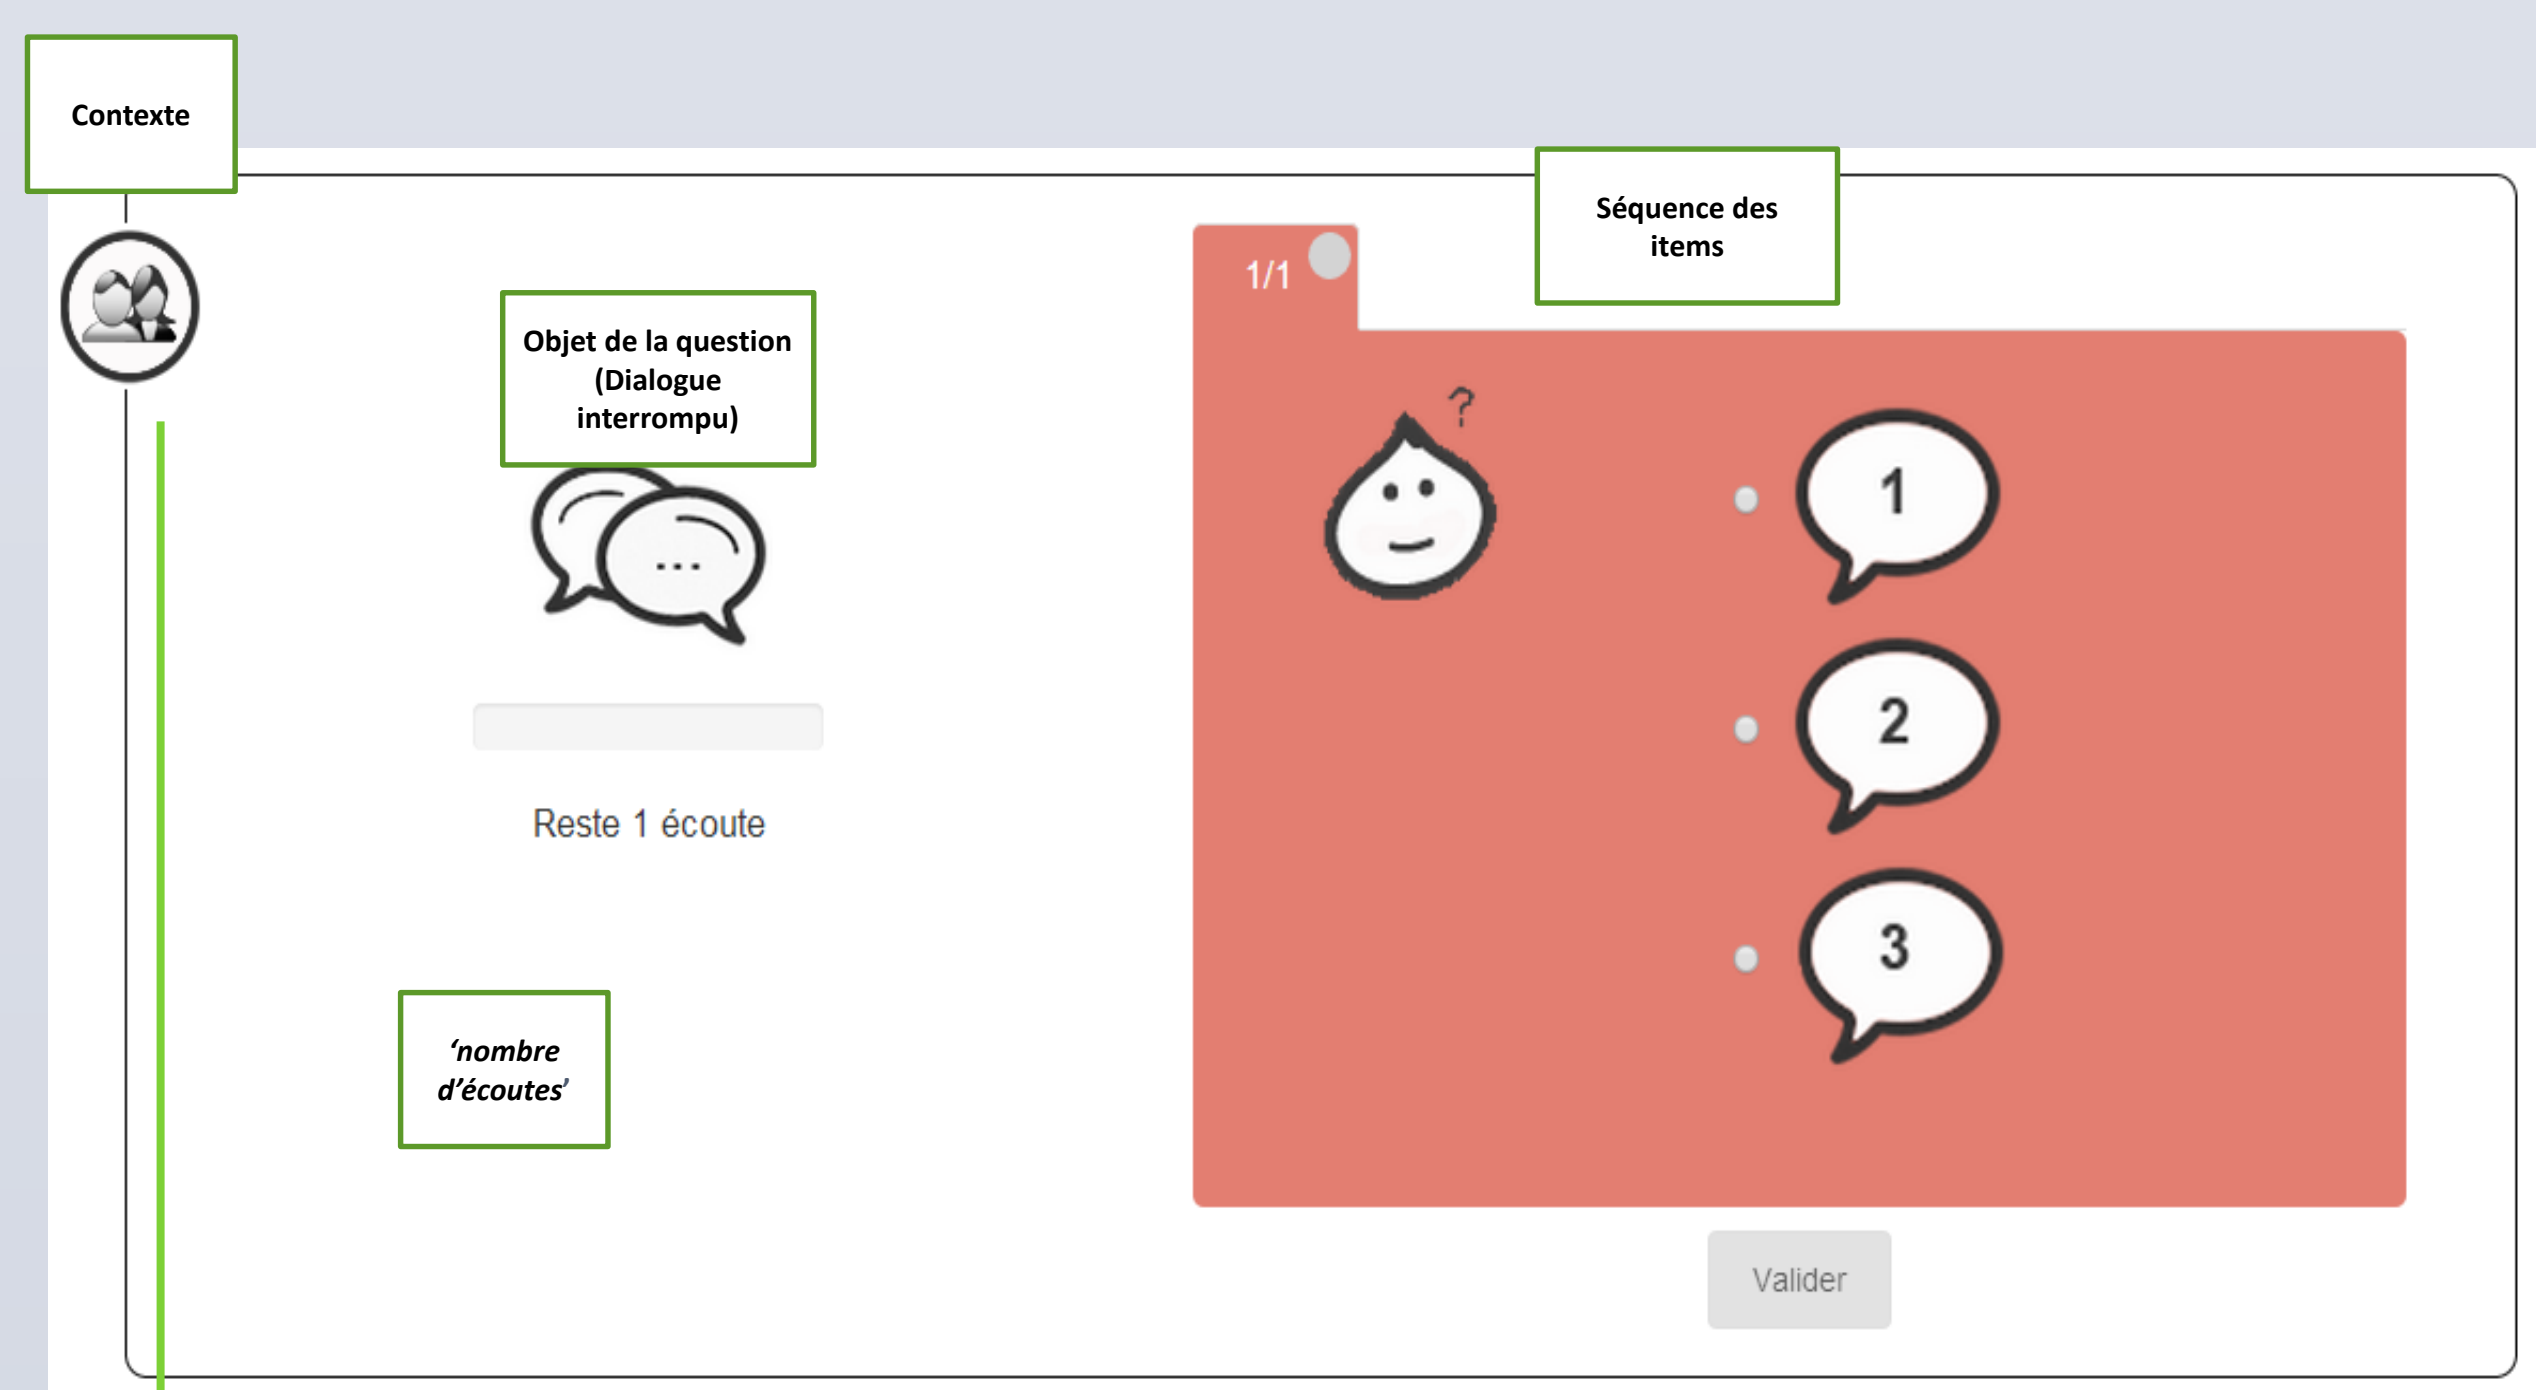 Contexte
Séquence des
items
1/1
Objet de la question
(Dialogue
interrompu)
?
...
1
2
3
Reste 1 écoute
‘nombre
d’écoutes’
Valider